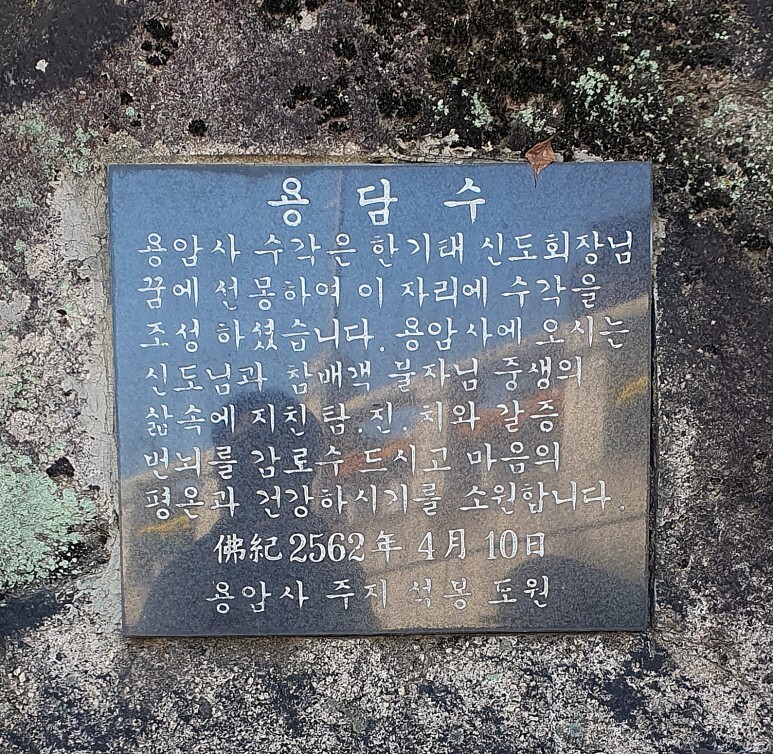 용담수
용암사 수각은 한기태 신도회장님
꿈에 선몽하여 이 자리에 수각을
조성 하셨습니다. 용암사에 오시는
신도님과 참배객 불자님 중생의
삶속에 지친 탐.진.치와 갈증
번뇌를 감로수 드시고 마음의
평온과 건강하시기를 소원합니다.
佛紀 2562年 4月 10日
용암사 주지 석봉 도원